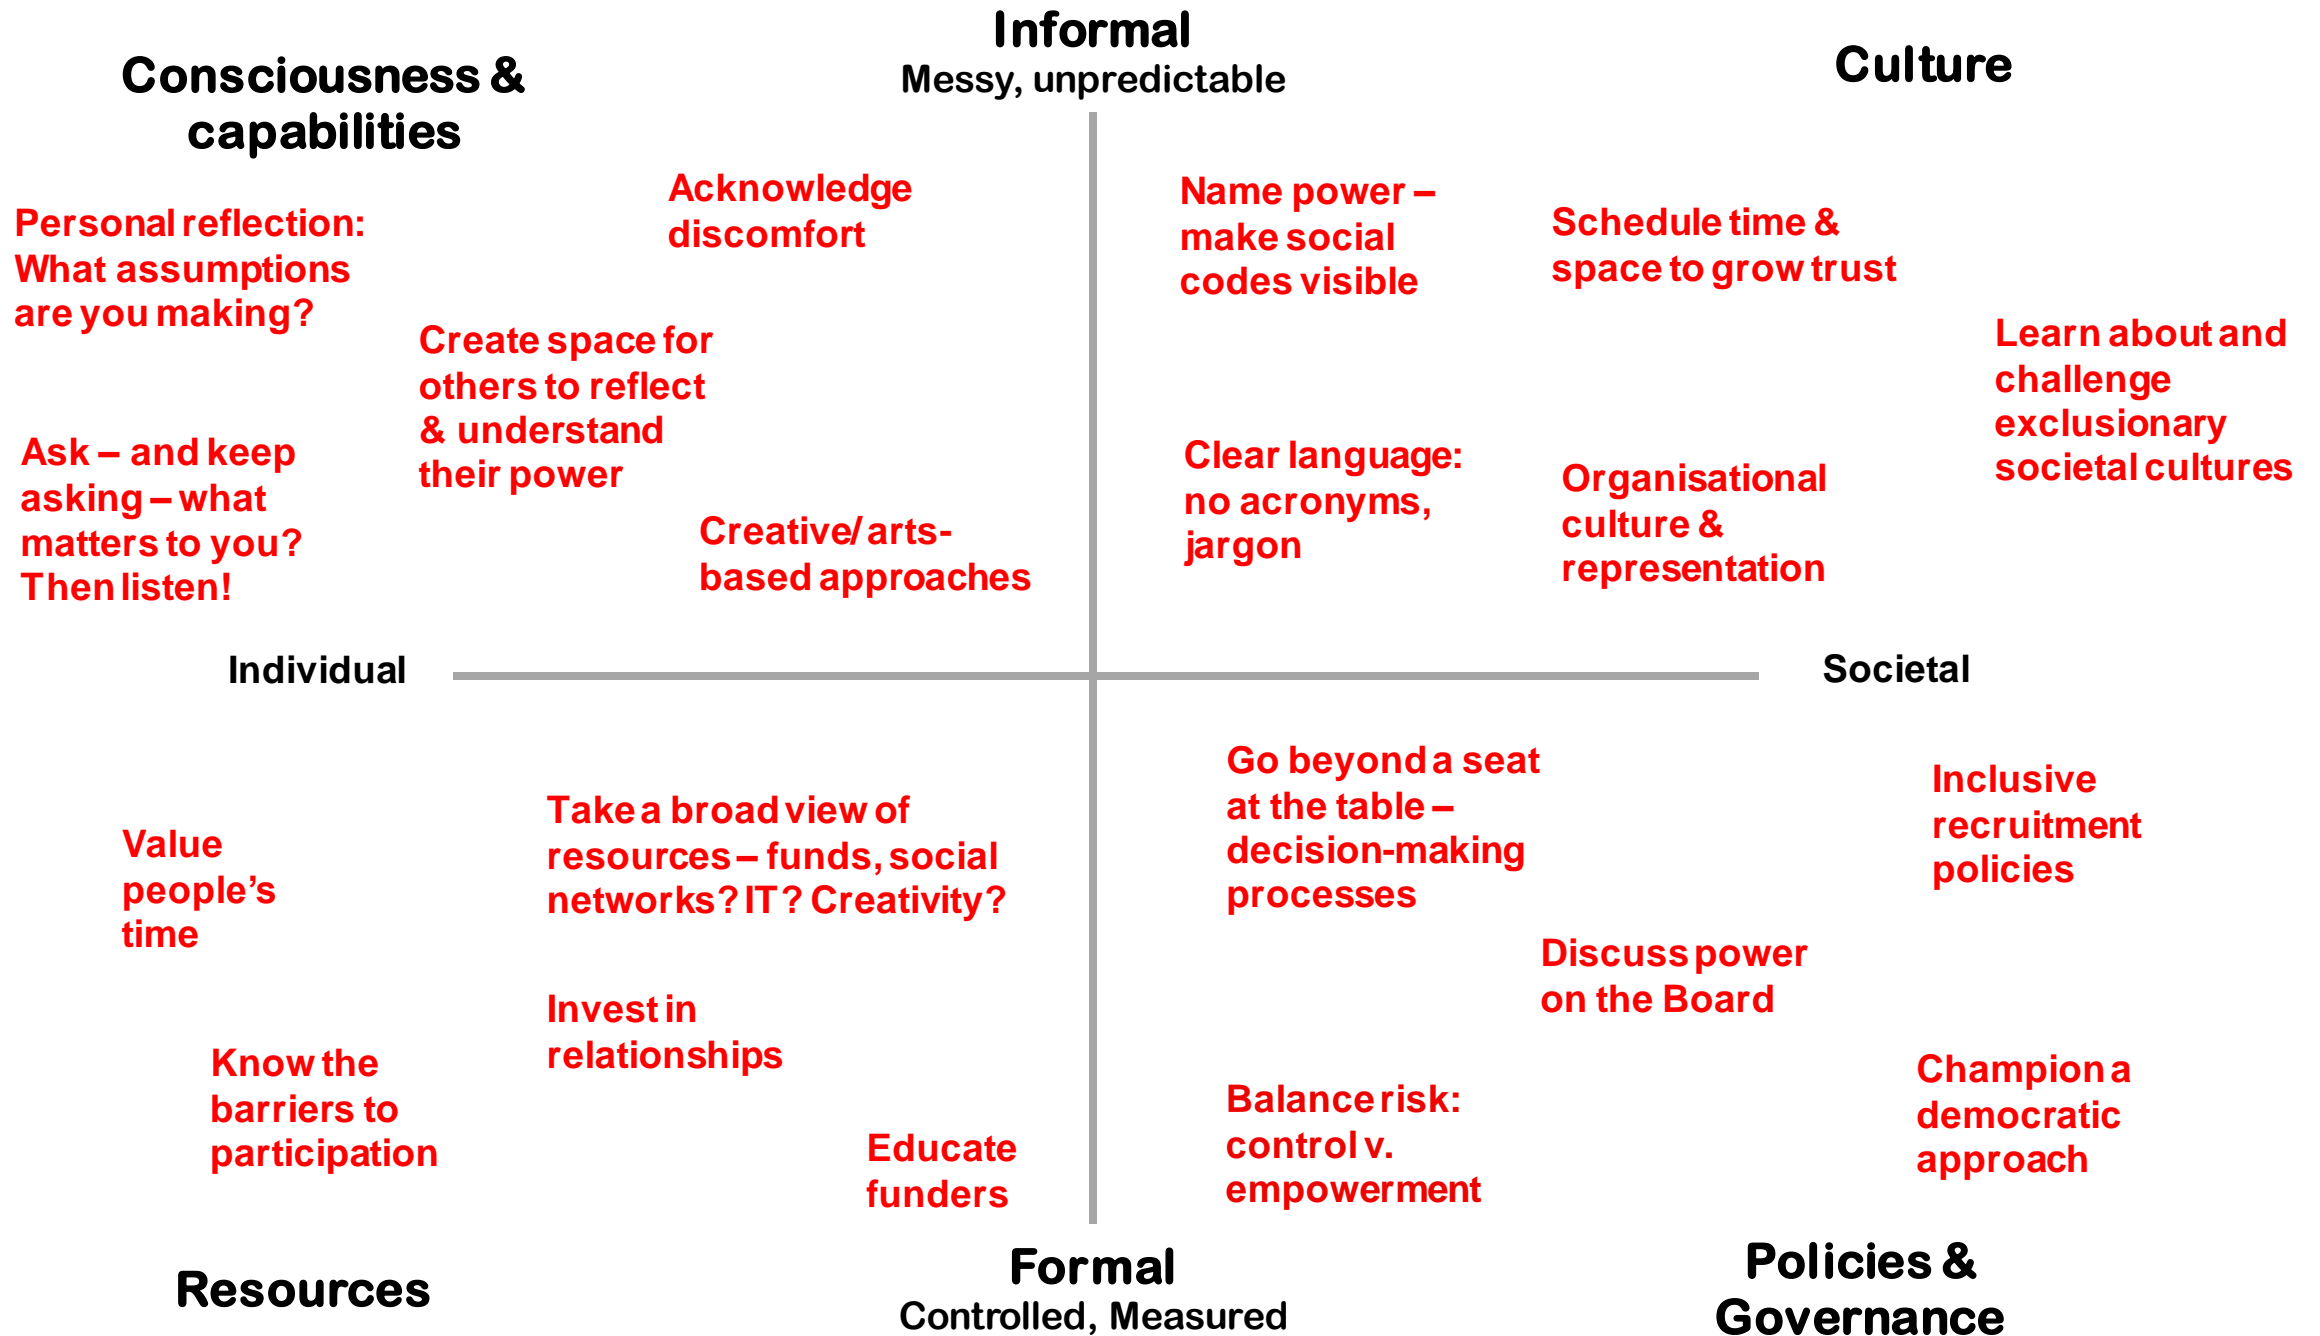 Informal
Messy, unpredictable
Consciousness &
capabilities
Culture
Acknowledge
discomfort
Personal reflection:
What assumptions
are you making?
Create space for
others to reflect
& understand
their power
Ask – and keep
asking – what
matters to you?
Then listen!
Creative/ arts-
based approaches
Name power –
make social
codes visible
Schedule time &
space to grow trust
Learn about and
challenge
exclusionary
societal cultures
Clear language:
no acronyms,
jargon
Organisational
culture &
representation
Individual
Societal
Value
people’s
time
Take a broad view of
resources – funds, social
networks? IT? Creativity?
Invest in
relationships
Know the
barriers to
participation
Educate
funders
Go beyond a seat
at the table –
decision-making
processes
Inclusive
recruitment
policies
Discuss power
on the Board
Balance risk:
control v.
empowerment
Champion a
democratic
approach
Resources
Formal
Controlled, Measured
Policies &
Governance